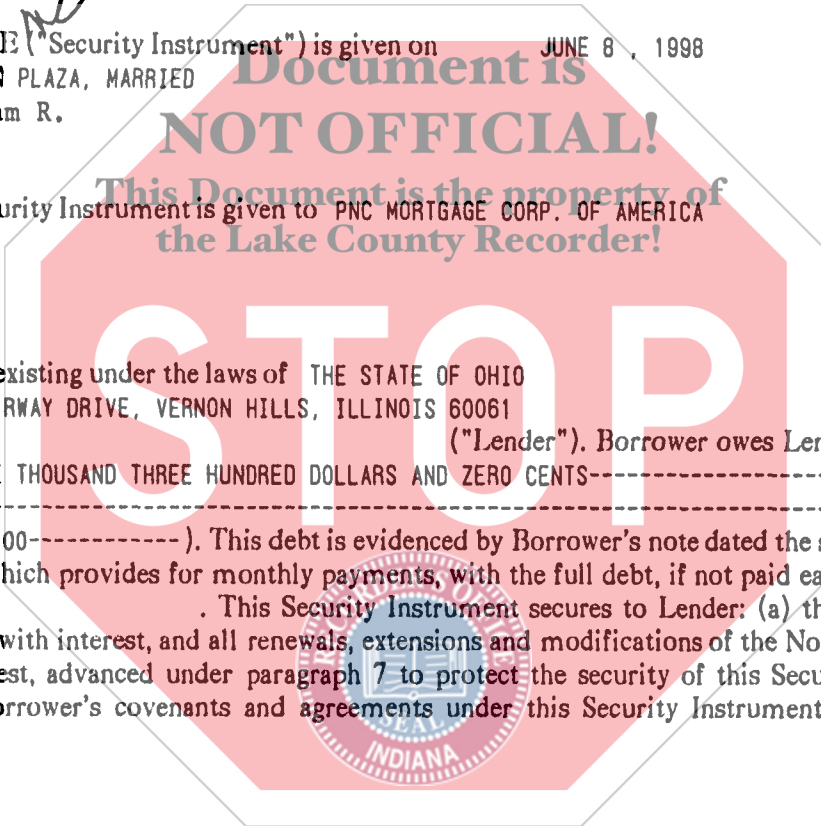 E ("Security Instrument") is given on JUNE 8 , 1998
PLAZA, MARRIED
m R.
Document is
NOT OFFICIAL!
This Document is the property of
the Lake County Recorder!
urity Instrument is given to PNC MORTGAGE CORP. OF AMERICA
STOP
existing under the laws of THE STATE OF OHIO
RWAY DRIVE, VERNON HILLS, ILLINOIS 60061
("Lender"). Borrower owes Len
THOUSAND THREE HUNDRED DOLLARS AND ZERO CENTS--------------------
--------------------------------------------------------------------------------
00------------ ). This debt is evidenced by Borrower's note dated the s
hich provides for monthly payments, with the full debt, if not paid ea
. This Security Instrument secures to Lender: (a) th
with interest, and all renewals, extensions and modifications of the No
est, advanced under paragraph 7 to protect the security of this Secu
orrower's covenants and agreements under this Security Instrument
RECORDER'S OFFICE
SEAL
INDIANA